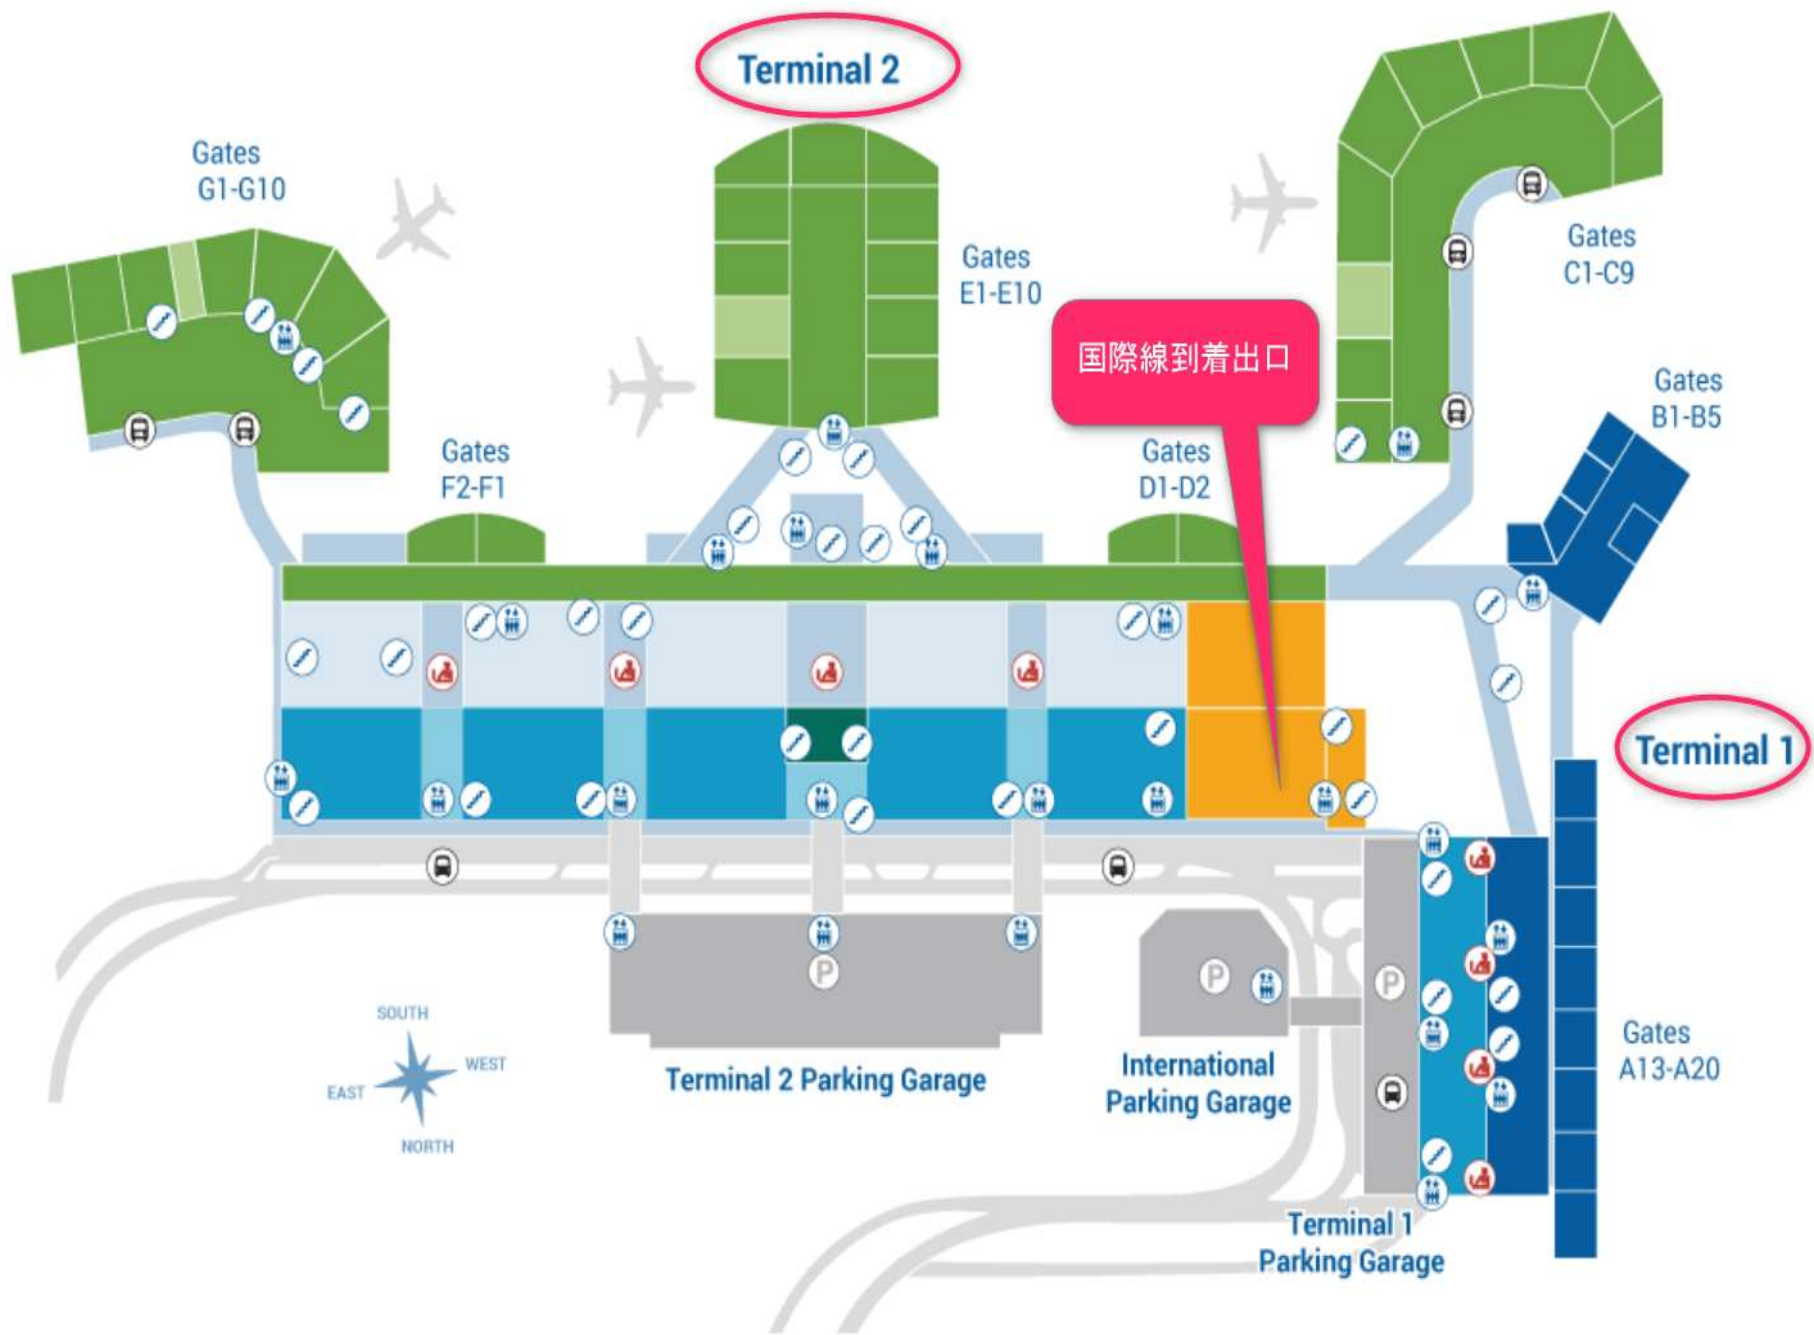 Terminal 2
Gates
G1-G10
Gates
E1-E10
Gates
C1-C9
国際線到着出口
Gates
B1-B5
Gates
F2-F1
Gates
D1-D2
Terminal 1
P
P
P
SOUTH
WEST
EAST
NORTH
Terminal 2 Parking Garage
International
Parking Garage
Gates
A13-A20
Terminal 1
Parking Garage